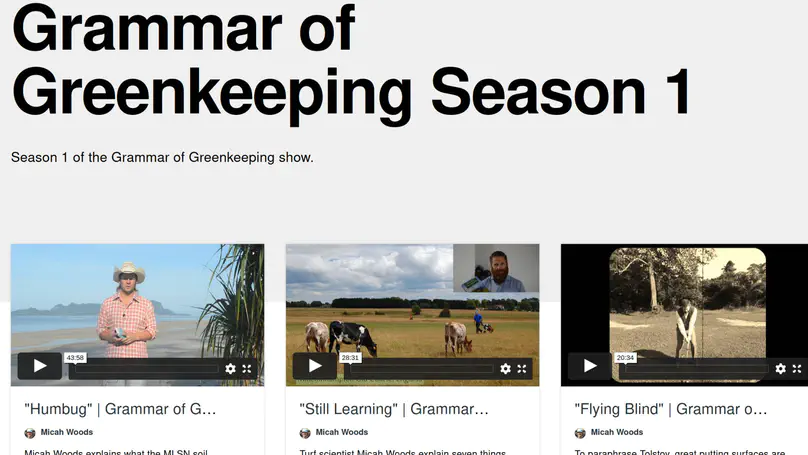 Grammar of
Greenkeeping Season 1
Season 1 of the Grammar of Greenkeeping show.
43:58
28:31
20:34
"Humbug" | Grammar of G...
"Still Learning" | Grammar...
"Flying Blind" | Grammar o...
Micah Woods
Micah Woods
Micah Woods
Micah Woods explains what the MLSN soil
Turf scientist Micah Woods explain seven things
To paraphrase Tolstoy, great putting surfaces are